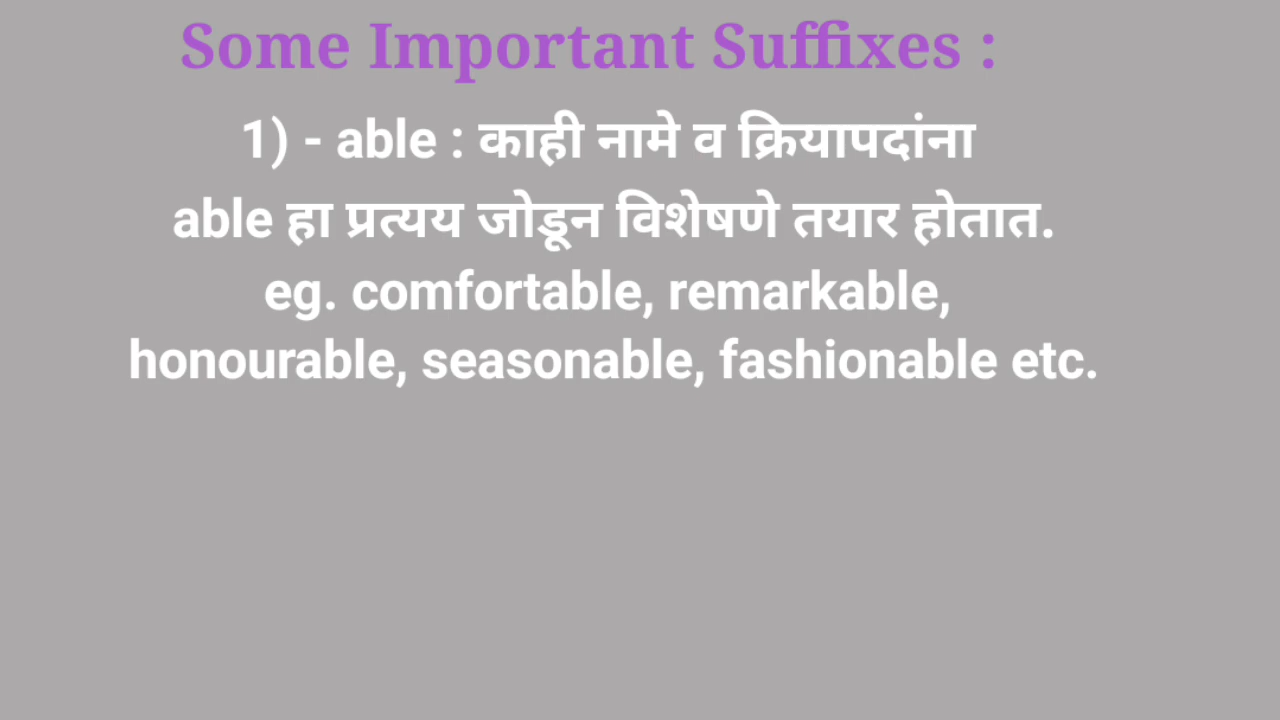 Some Important Suffixes :
1) - able : काही नामे व क्रियापदांना
able हा प्रत्यय जोडून विशेषणे तयार होतात.
eg. comfortable, remarkable,
honourable, seasonable, fashionable etc.